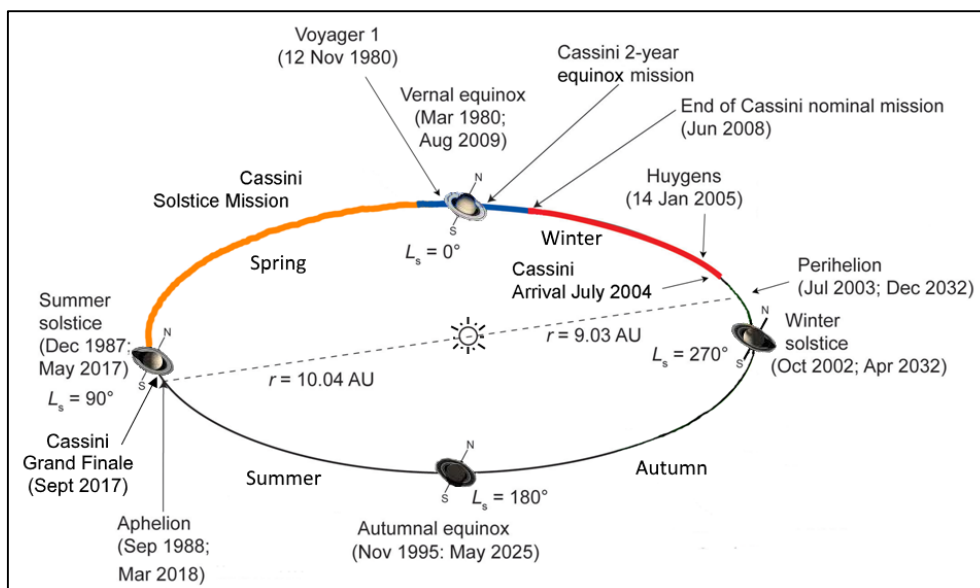 Voyager 1
(12 Nov 1980)
Cassini 2-year
equinox mission
Vernal equinox
(Mar 1980;
Aug 2009)
End of Cassini nominal mission
(Jun 2008)
Cassini
Solstice Mission
N
S
Huygens
(14 Jan 2005)
Winter
Lₛ = 0°
Spring
Cassini
Arrival July 2004
Perihelion
(Jul 2003; Dec 2032)
Summer
solstice
(Dec 1987;
May 2017)
N
S
Lₛ = 90°
r = 9.03 AU
r = 10.04 AU
Lₛ = 270°
N
S
Winter
solstice
(Oct 2002; Apr 2032)
Cassini
Grand Finale
(Sept 2017)
Summer
N
S
Lₛ = 180°
Autumn
Aphelion
(Sep 1988;
Mar 2018)
Autumnal equinox
(Nov 1995: May 2025)